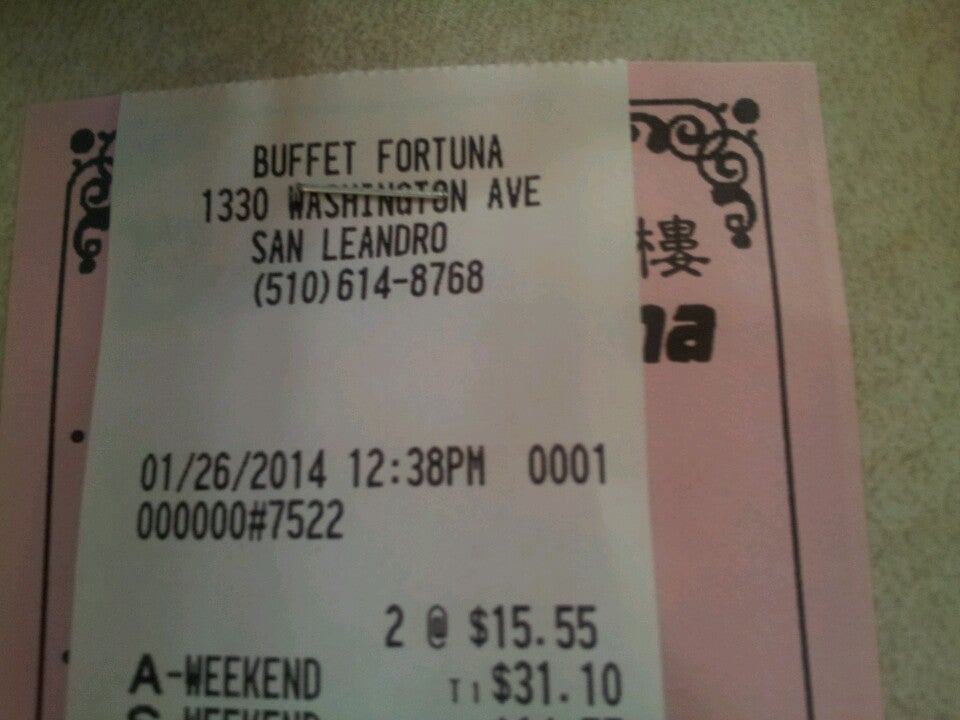 BUFFET FORTUNA
1330 WASHINGTON AVE
SAN LEANDRO
(510)614-8768
樓
na
01/26/2014 12:38PM 0001
000000#7522
2 @ $15.55
A-WEEKEND T1 $31.10
WEEKEND